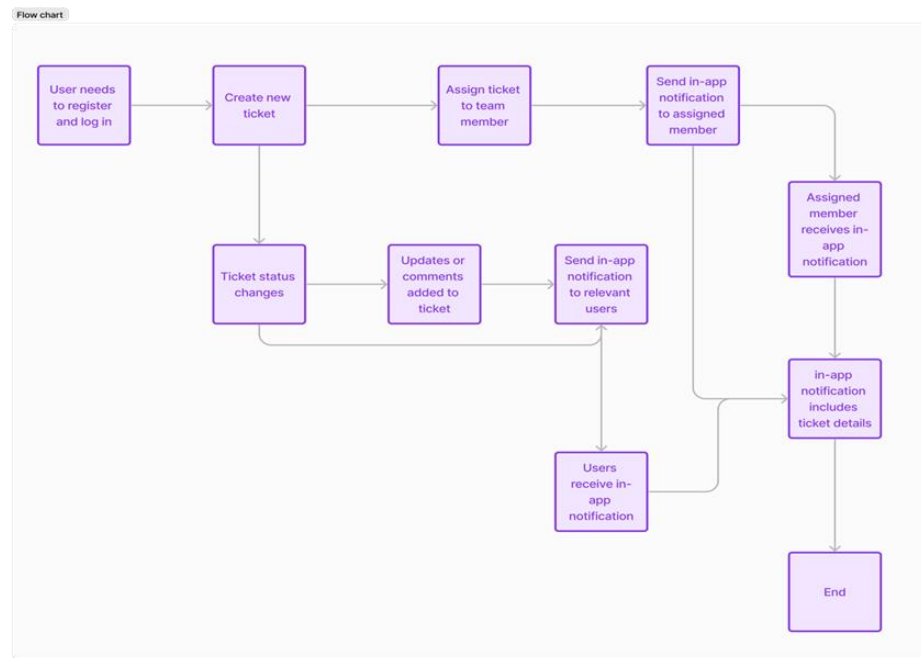 Flow chart
User needs
to register
and log in
Create new
ticket
Assign ticket
to team
member
Send in-app
notification
to assigned
member
Assigned
member
receives in-
app
notification
Ticket status
changes
Updates or
comments
added to
ticket
Send in-app
notification
to relevant
users
in-app
notification
includes
ticket details
Users
receive in-
app
notification
End